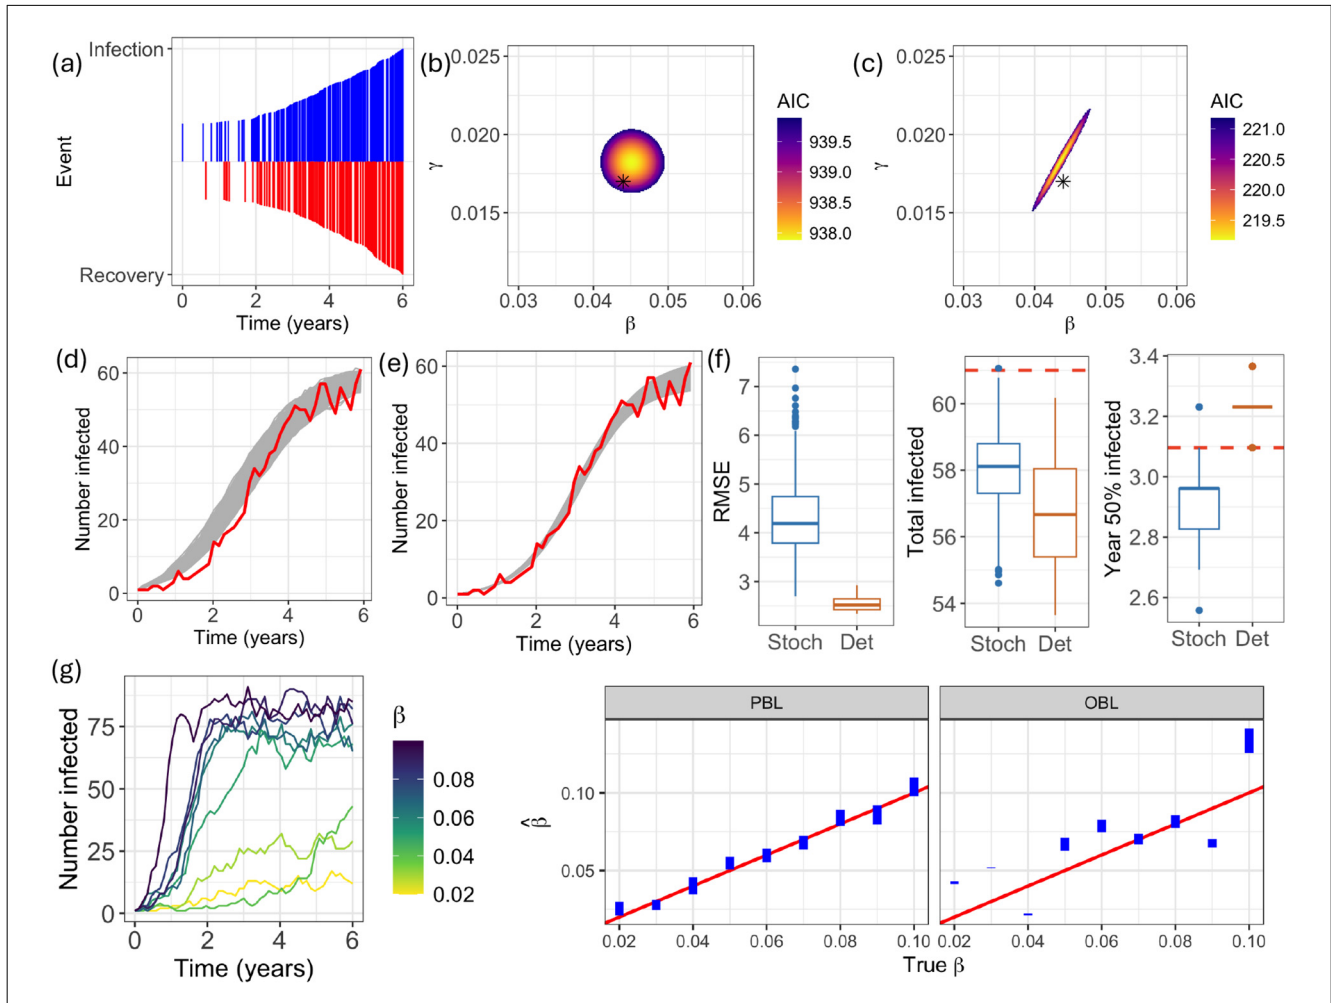 (a)
Infection
Event
Recovery
0 2 4 6
Time (years)
(b)
0.025
0.020
0.015
γ
0.03 0.04 0.05 0.06
β
AIC
939.5
939.0
938.5
938.0
(c)
0.025
0.020
0.015
γ
0.03 0.04 0.05 0.06
β
AIC
221.0
220.5
220.0
219.5
(d)
Number infected
60
40
20
0
0 2 4 6
Time (years)
(e)
Number infected
60
40
20
0
0 2 4 6
Time (years)
(f)
RMSE
7
6
5
4
3
Stoch Det
Total infected
60
58
56
54
Stoch Det
Year 50% infected
3.4
3.2
3.0
2.8
2.6
Stoch Det
(g)
Number infected
75
50
25
0
0 2 4 6
Time (years)
β
0.08
0.06
0.04
0.02
PBL OBL
β̂
0.10
0.05
0.02 0.04 0.06 0.08 0.10 0.02 0.04 0.06 0.08 0.10
True β